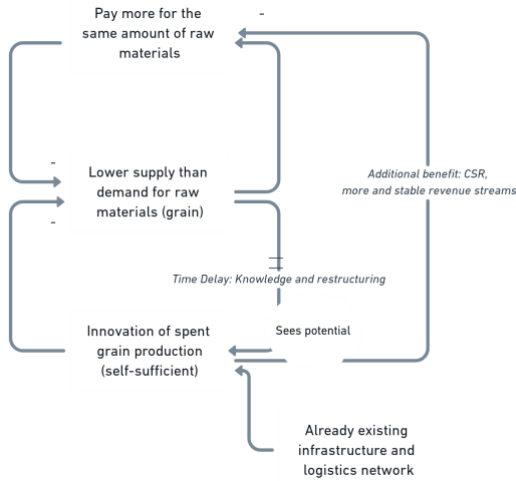 Pay more for the
same amount of raw
materials
-
-
Lower supply than
demand for raw
materials (grain)
-
Additional benefit: CSR,
more and stable revenue streams
Time Delay: Knowledge and restructuring
Innovation of spent
grain production
(self-sufficient)
Sees potential
Already existing
infrastructure and
logistics network